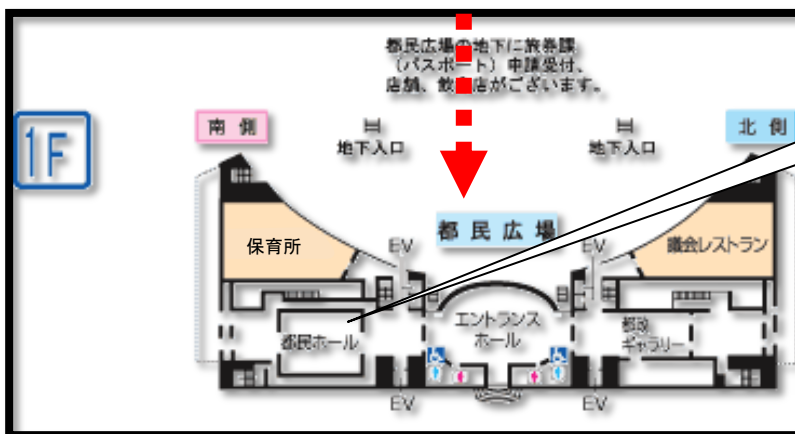 都民広場の地下に旅券課
（パスポート）申請受付、
店舗、飲食店がございます。
1F
南側
地下入口
地下入口
北側
都民広場
保育所
EV
EV
議会レストラン
都民ホール
エントランス
ホール
都政
ギャラリー
EV
EV